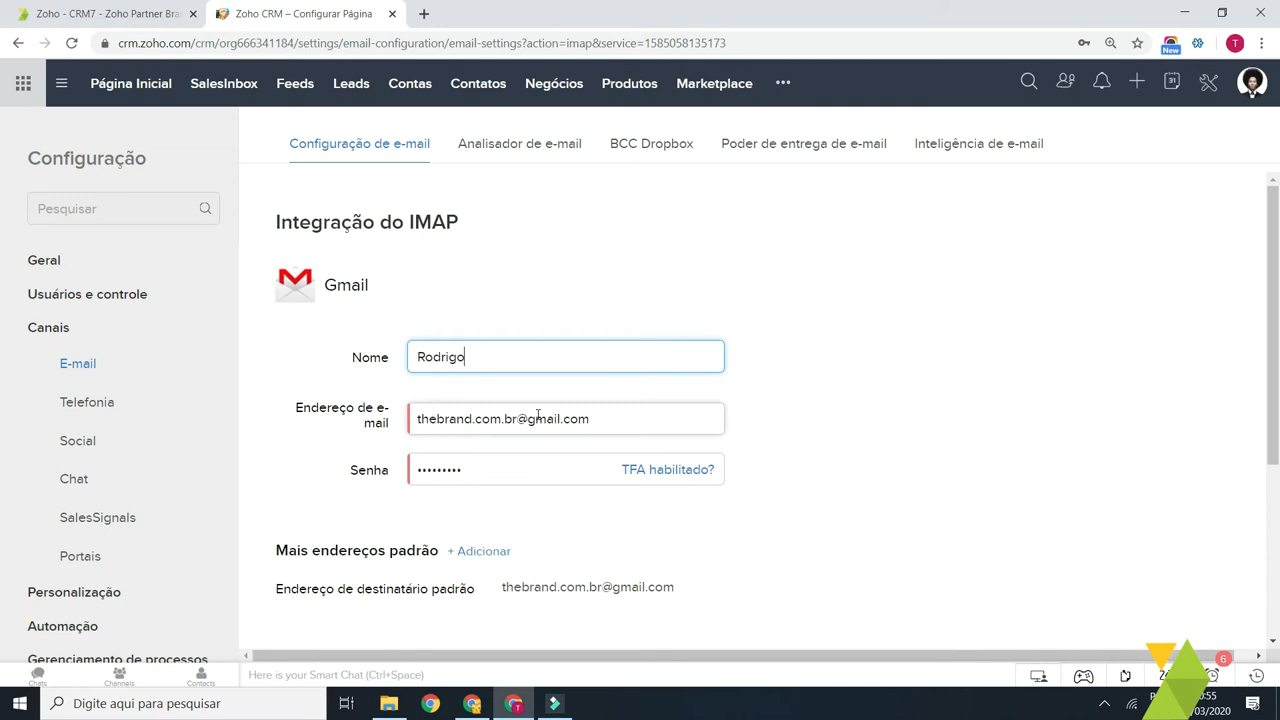 Zoho - CRM7 - Zoho Partner Bra
Zoho CRM – Configurar Página
crm.zoho.com/crm/org666341184/settings/email-configuration/email-settings?action=imap&service=1585058135173
New
T
Página Inicial SalesInbox Feeds Leads Contas Contatos Negócios Produtos Marketplace
Configuração
Configuração de e-mail Analisador de e-mail BCC Dropbox Poder de entrega de e-mail Inteligência de e-mail
Pesquisar
Integração do IMAP
Geral
Gmail
Usuários e controle
Canais
Nome Rodrigo
E-mail
Endereço de e-
mail
thebrand.com.br@gmail.com
Telefonia
Social
Senha ••••••••• TFA habilitado?
Chat
SalesSignals
Portais
Mais endereços padrão + Adicionar
Endereço de destinatário padrão thebrand.com.br@gmail.com
Personalização
Automação
Gerenciamento de processos
Chats Channels Contacts
Here is your Smart Chat (Ctrl+Space)
6
Digite aqui para pesquisar
T